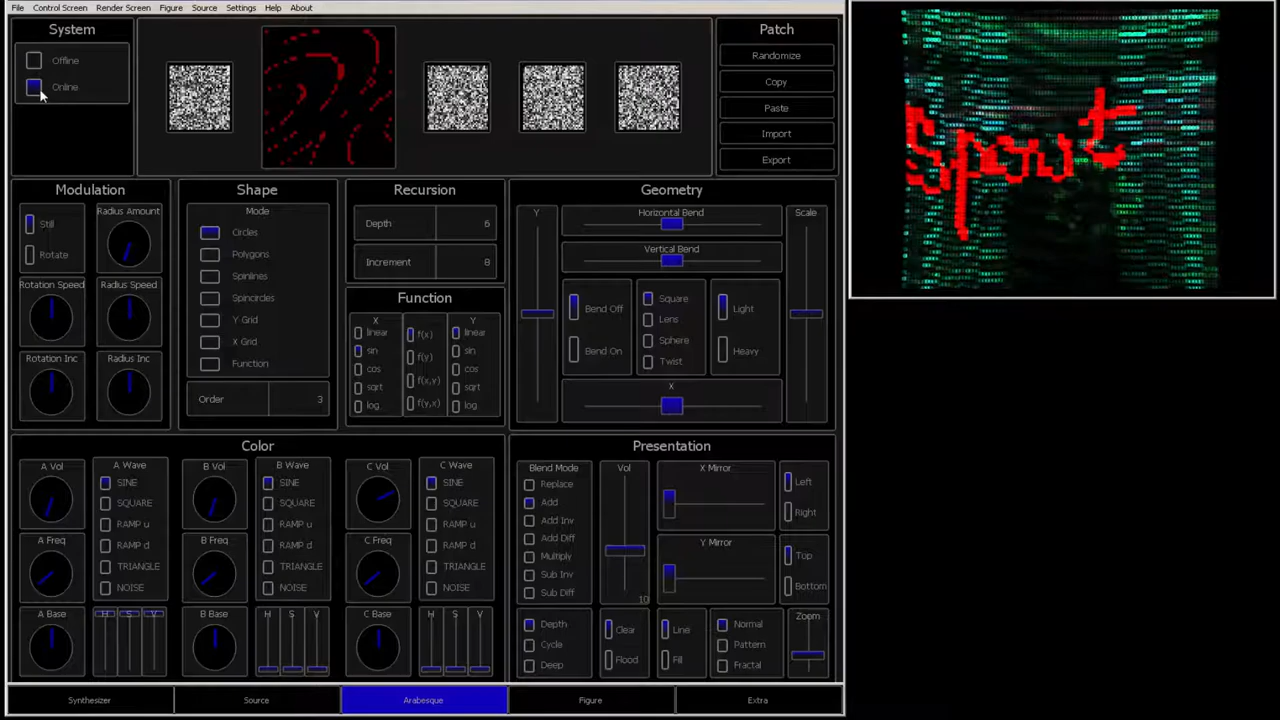 File Control Screen Render Screen Figure Source Settings Help About
System
Offline
Online
Patch
Randomize
Copy
Paste
Import
Export
Modulation
Still
Rotate
Radius Amount
Rotation Speed
Radius Speed
Rotation Inc
Radius Inc
Shape
Mode
Circles
Polygons
Spinlines
Spincircles
Y Grid
X Grid
Function
Order 3
Recursion
Depth 6
Increment 8
Function
X
linear
sin
cos
sqrt
log
f(x)
f(y)
f(x,y)
f(y,x)
Y
linear
sin
cos
sqrt
log
Geometry
Y
Horizontal Bend
Vertical Bend
Bend Off
Bend On
Square
Lens
Sphere
Twist
Light
Heavy
X
Scale
Color
A Vol
A Freq
A Base
A Wave
SINE
SQUARE
RAMP u
RAMP d
TRIANGLE
NOISE
H S V
B Vol
B Freq
B Base
B Wave
SINE
SQUARE
RAMP u
RAMP d
TRIANGLE
NOISE
H S V
C Vol
C Freq
C Base
C Wave
SINE
SQUARE
RAMP u
RAMP d
TRIANGLE
NOISE
H S V
Presentation
Blend Mode
Replace
Add
Add Inv
Add Diff
Multiply
Sub Inv
Sub Diff
Vol
10
X Mirror
Left
Right
Y Mirror
Top
Bottom
Depth
Cycle
Deep
Clear
Flood
Line
Fill
Normal
Pattern
Fractal
Zoom
Synthesizer Source Arabesque Figure Extra